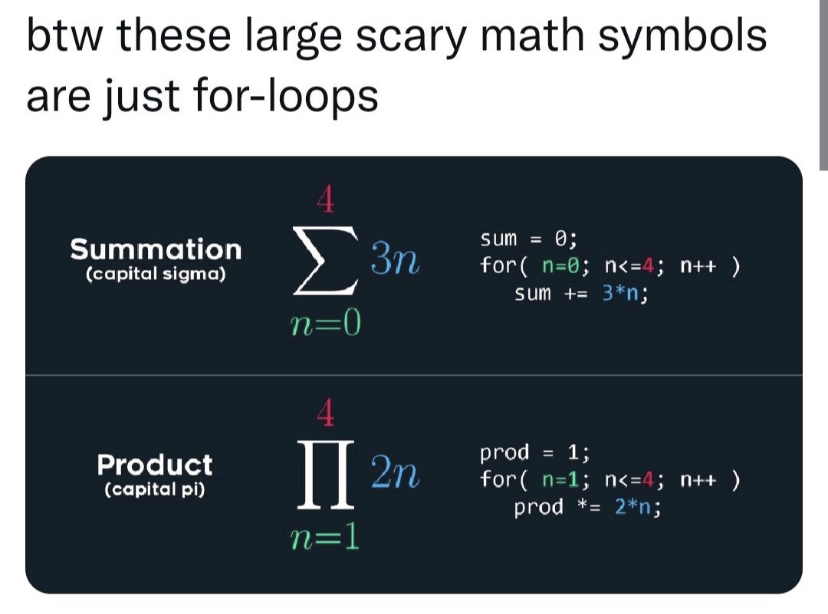 btw these large scary math symbols
are just for-loops
Summation
(capital sigma)
4
∑ 3n
n=0
sum = 0;
for( n=0; n<=4; n++ )
sum += 3*n;
Product
(capital pi)
4
∏ 2n
n=1
prod = 1;
for( n=1; n<=4; n++ )
prod *= 2*n;